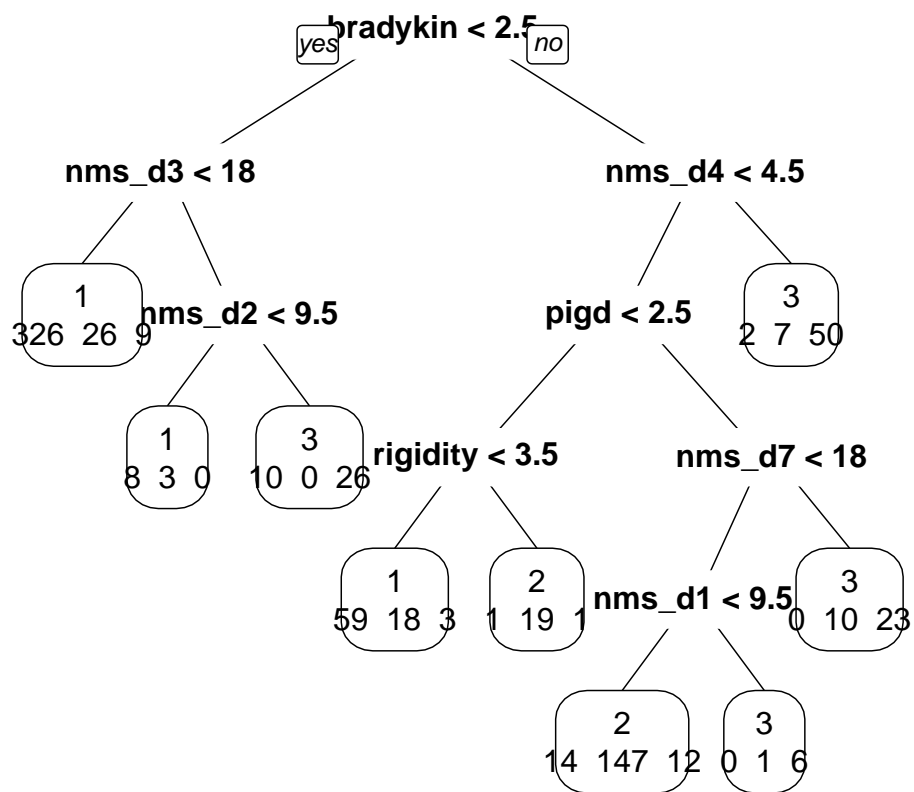 bradykin < 2.5
yes no
nms_d3 < 18 nms_d4 < 4.5
1 nms_d2 < 9.5 pigd < 2.5 3
326 26 9 2 7 50
1 3 rigidity < 3.5 nms_d7 < 18
8 3 0 10 0 26
1 2 nms_d1 < 9.5 3
59 18 3 1 19 1 0 10 23
2 3
14 147 12 0 1 6